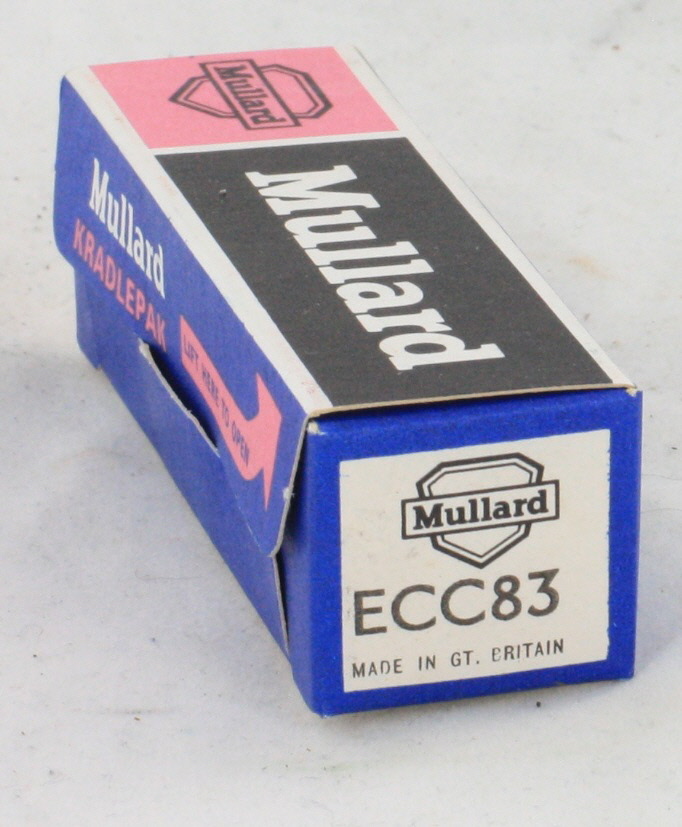 Mullard
Mullard
Mullard
KRADLEPAK
LIFT HERE TO OPEN
Mullard
ECC83
MADE IN GT. BRITAIN